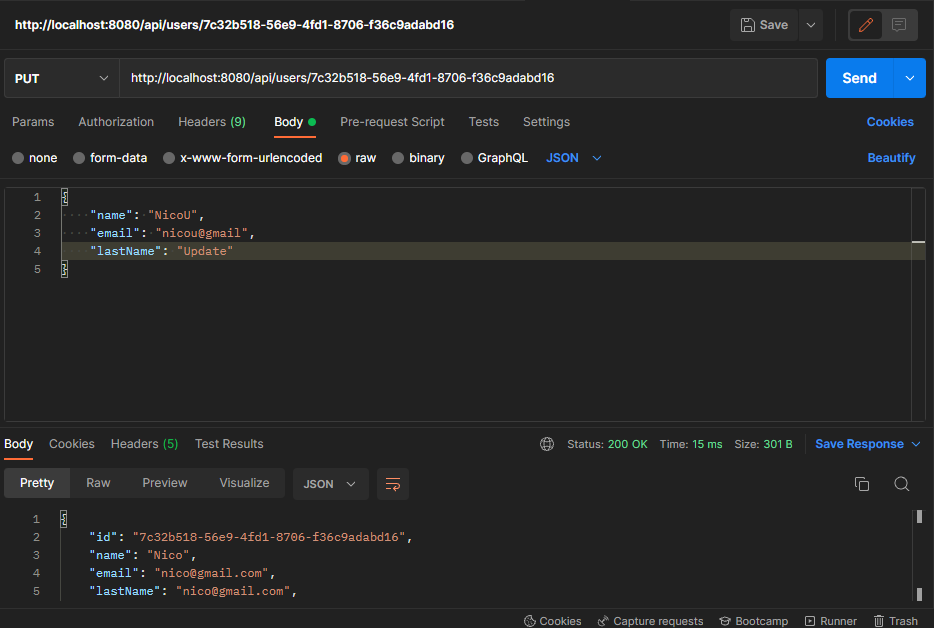 http://localhost:8080/api/users/7c32b518-56e9-4fd1-8706-f36c9adabd16 Save
PUT http://localhost:8080/api/users/7c32b518-56e9-4fd1-8706-f36c9adabd16 Send
Params Authorization Headers (9) Body Pre-request Script Tests Settings Cookies
none form-data x-www-form-urlencoded raw binary GraphQL JSON Beautify
1 {
2 "name": "NicoU",
3 "email": "nicou@gmail",
4 "lastName": "Update"
5 }
Body Cookies Headers (5) Test Results Status: 200 OK Time: 15 ms Size: 301 B Save Response
Pretty Raw Preview Visualize JSON
1 {
2 "id": "7c32b518-56e9-4fd1-8706-f36c9adabd16",
3 "name": "Nico",
4 "email": "nico@gmail.com",
5 "lastName": "nico@gmail.com",
Cookies Capture requests Bootcamp Runner Trash